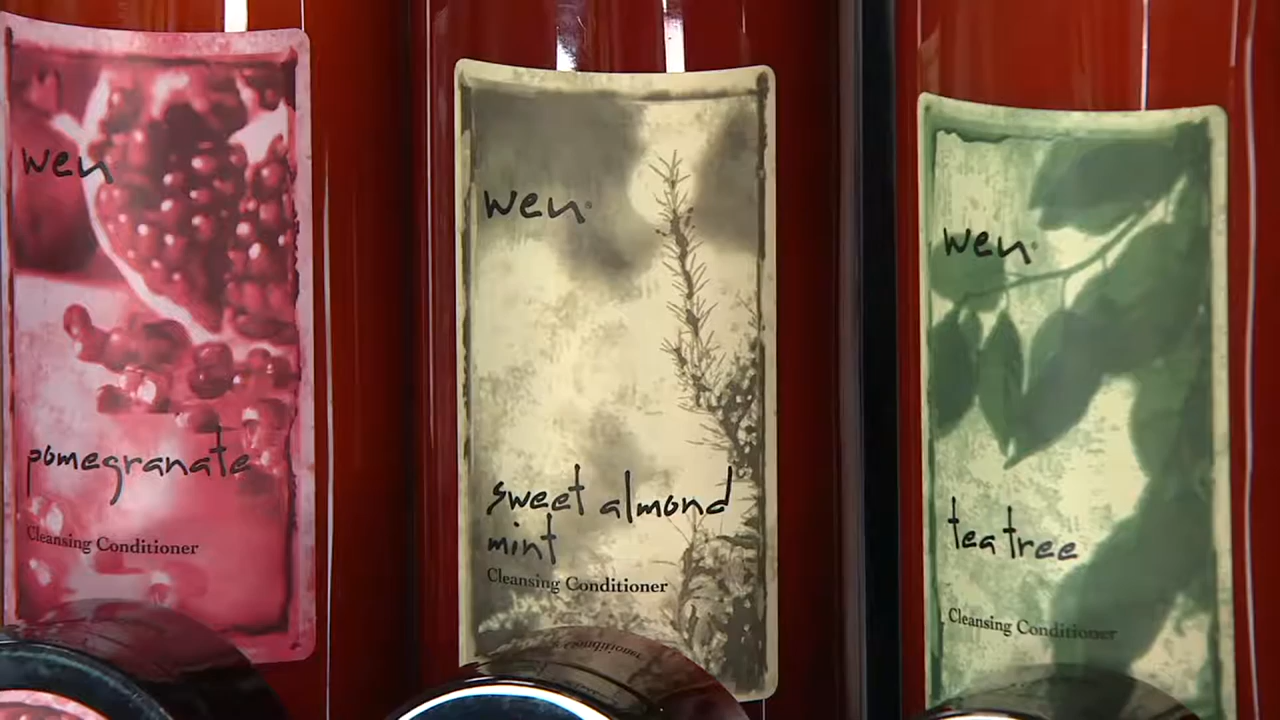 wen
pomegranate
Cleansing Conditioner
wen
sweet almond
mint
Cleansing Conditioner
wen
tea tree
Cleansing Conditioner